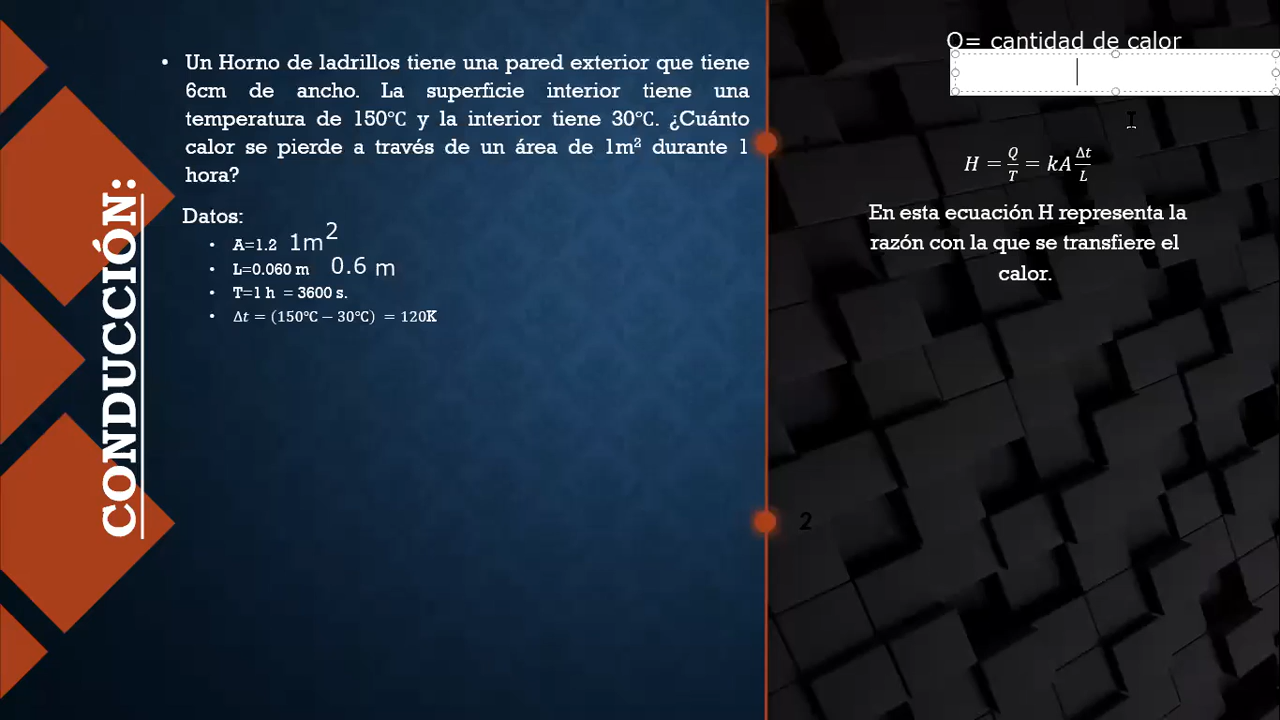 CONDUCCIÓN:
• Un Horno de ladrillos tiene una pared exterior que tiene
6cm de ancho. La superficie interior tiene una
temperatura de 150°C y la interior tiene 30°C. ¿Cuánto
calor se pierde a través de un área de 1m² durante 1
hora?
Datos:
• A=1.2 1m²
• L=0.060 m 0.6 m
• T=1 h = 3600 s.
• Δt = (150°C − 30°C) = 120K
Q= cantidad de calor
H = Q/T = kA Δt/L
En esta ecuación H representa la
razón con la que se transfiere el
calor.
2